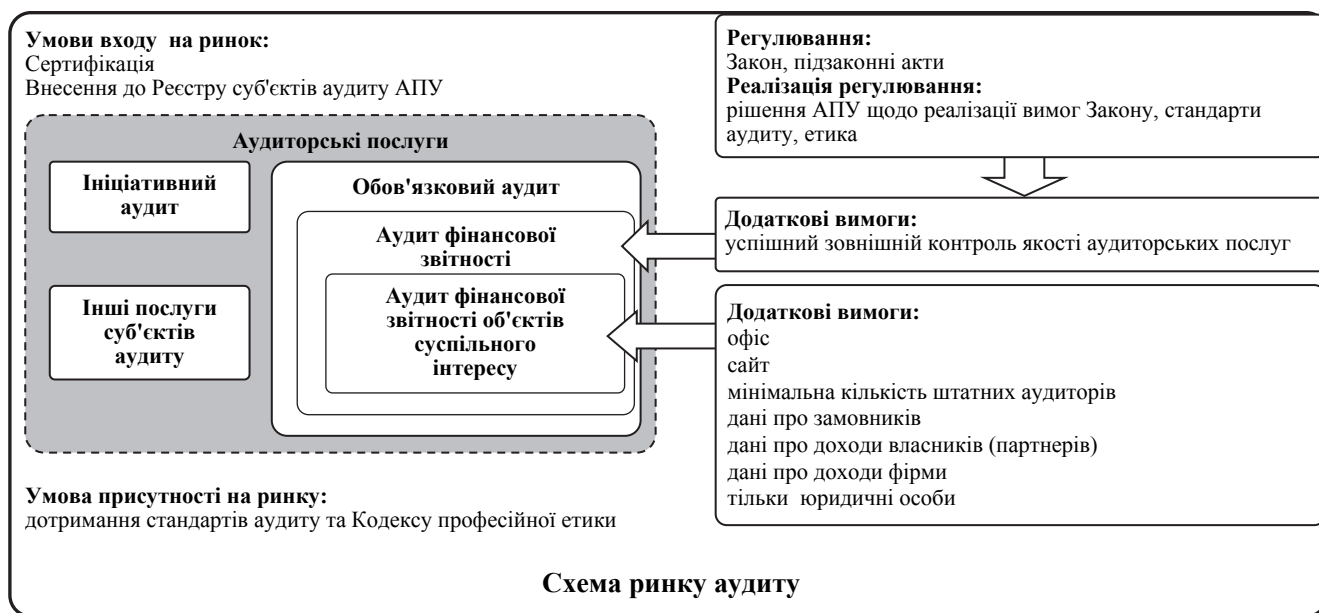 Умови входу на ринок:
Сертифікація
Внесення до Реєстру суб'єктів аудиту АПУ
Аудиторські послуги
Ініціативний
аудит
Інші послуги
суб'єктів
аудиту
Обов'язковий аудит
Аудит фінансової
звітності
Аудит фінансової
звітності об'єктів
суспільного
інтересу
Умова присутності на ринку:
дотримання стандартів аудиту та Кодексу професійної етики
Регулювання:
Закон, підзаконні акти
Реалізація регулювання:
рішення АПУ щодо реалізації вимог Закону, стандарти
аудиту, етика
Додаткові вимоги:
успішний зовнішній контроль якості аудиторських послуг
Додаткові вимоги:
офіс
сайт
мінімальна кількість штатних аудиторів
дані про замовників
дані про доходи власників (партнерів)
дані про доходи фірми
тільки юридичні особи
Схема ринку аудиту